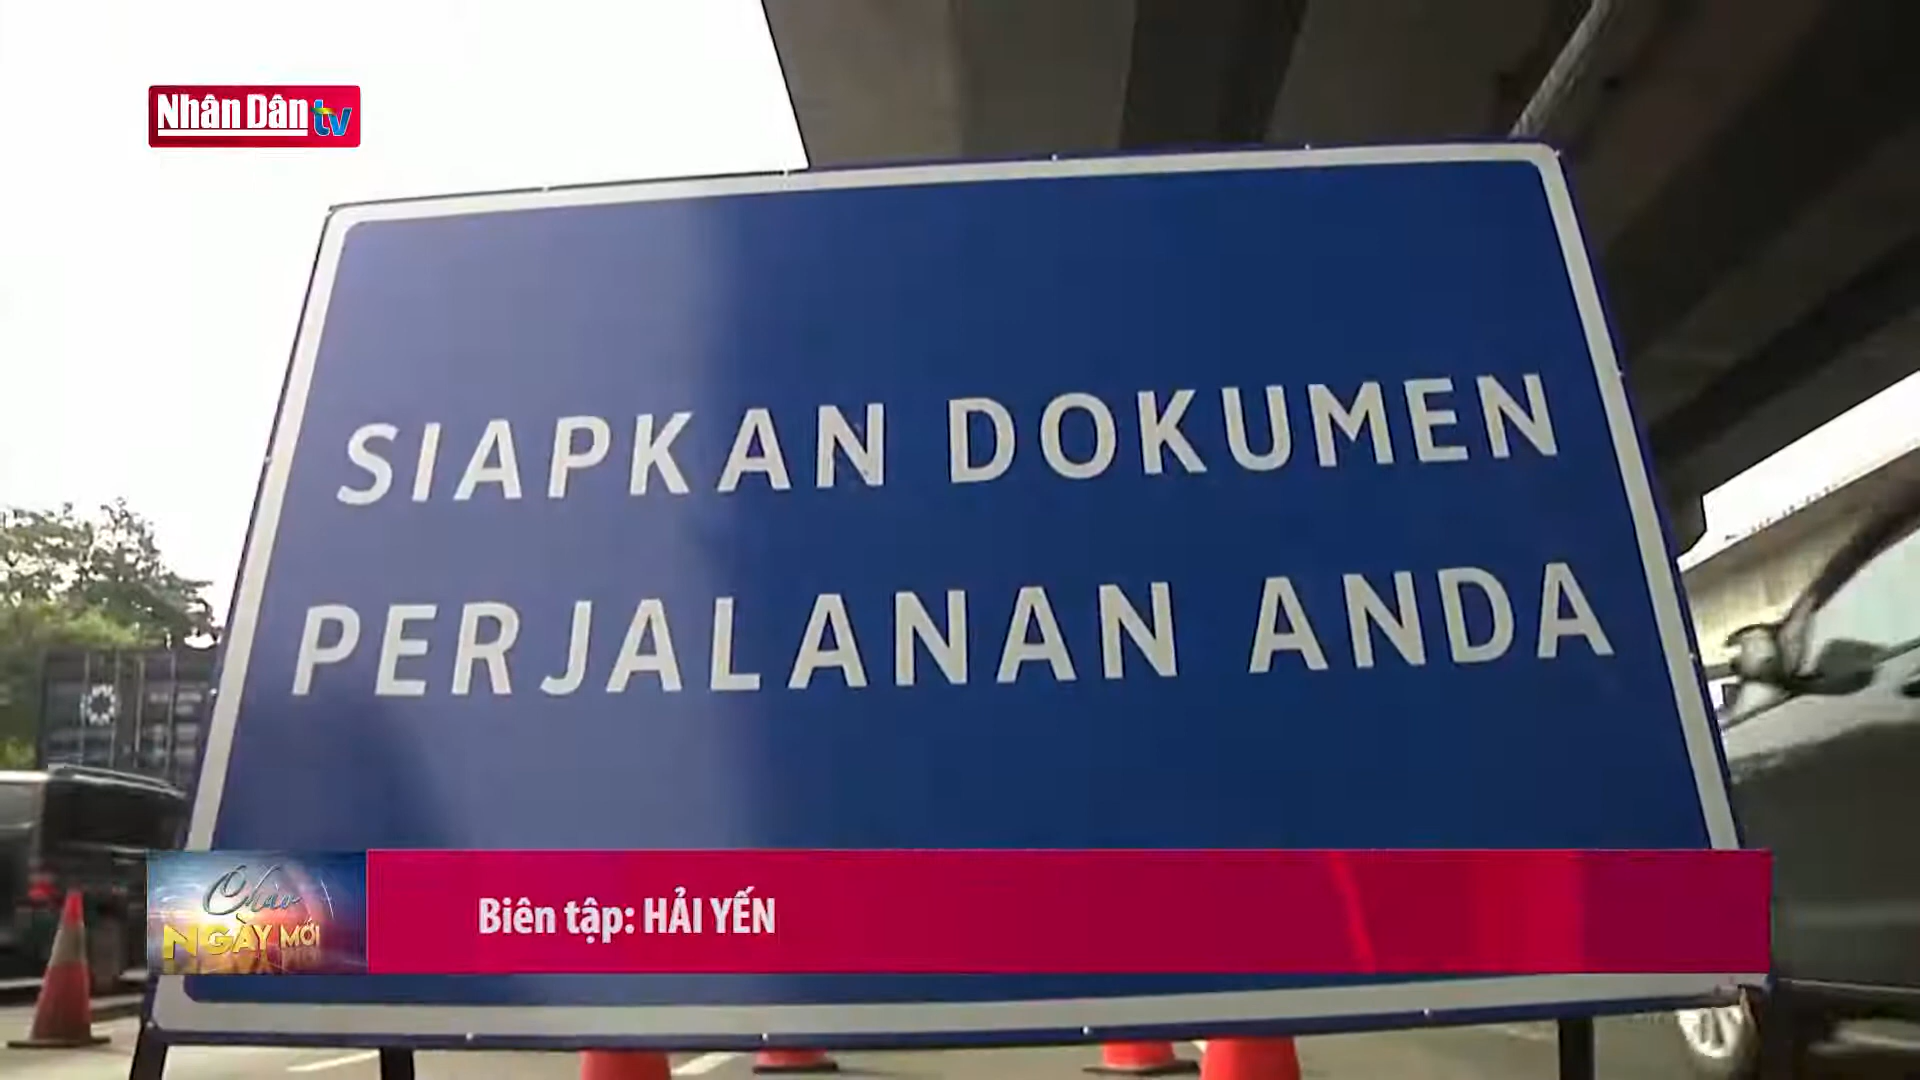 Nhân Dân tv
SIAPKAN DOKUMEN
PERJALANAN ANDA
Chào
NGÀY MỚI
Biên tập: HẢI YẾN